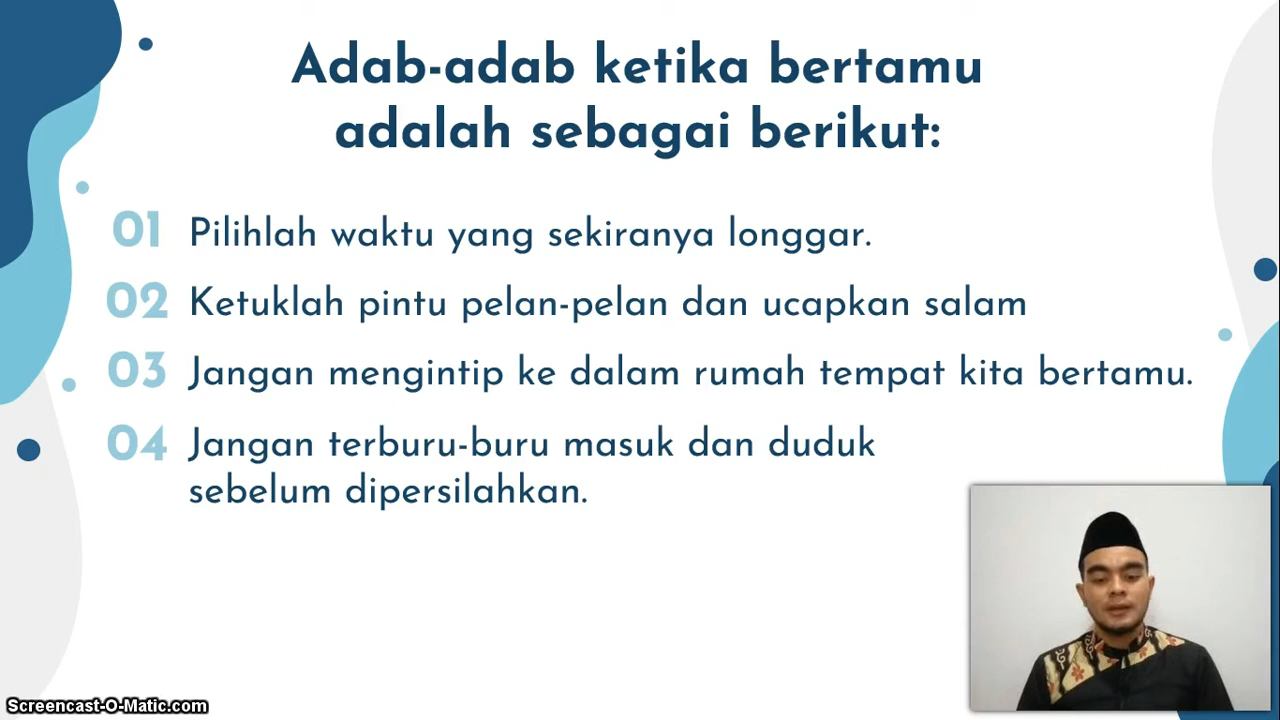 Adab-adab ketika bertamu
adalah sebagai berikut:
01 Pilihlah waktu yang sekiranya longgar.
02 Ketuklah pintu pelan-pelan dan ucapkan salam
03 Jangan mengintip ke dalam rumah tempat kita bertamu.
04 Jangan terburu-buru masuk dan duduk
sebelum dipersilahkan.
Screencast-O-Matic.com